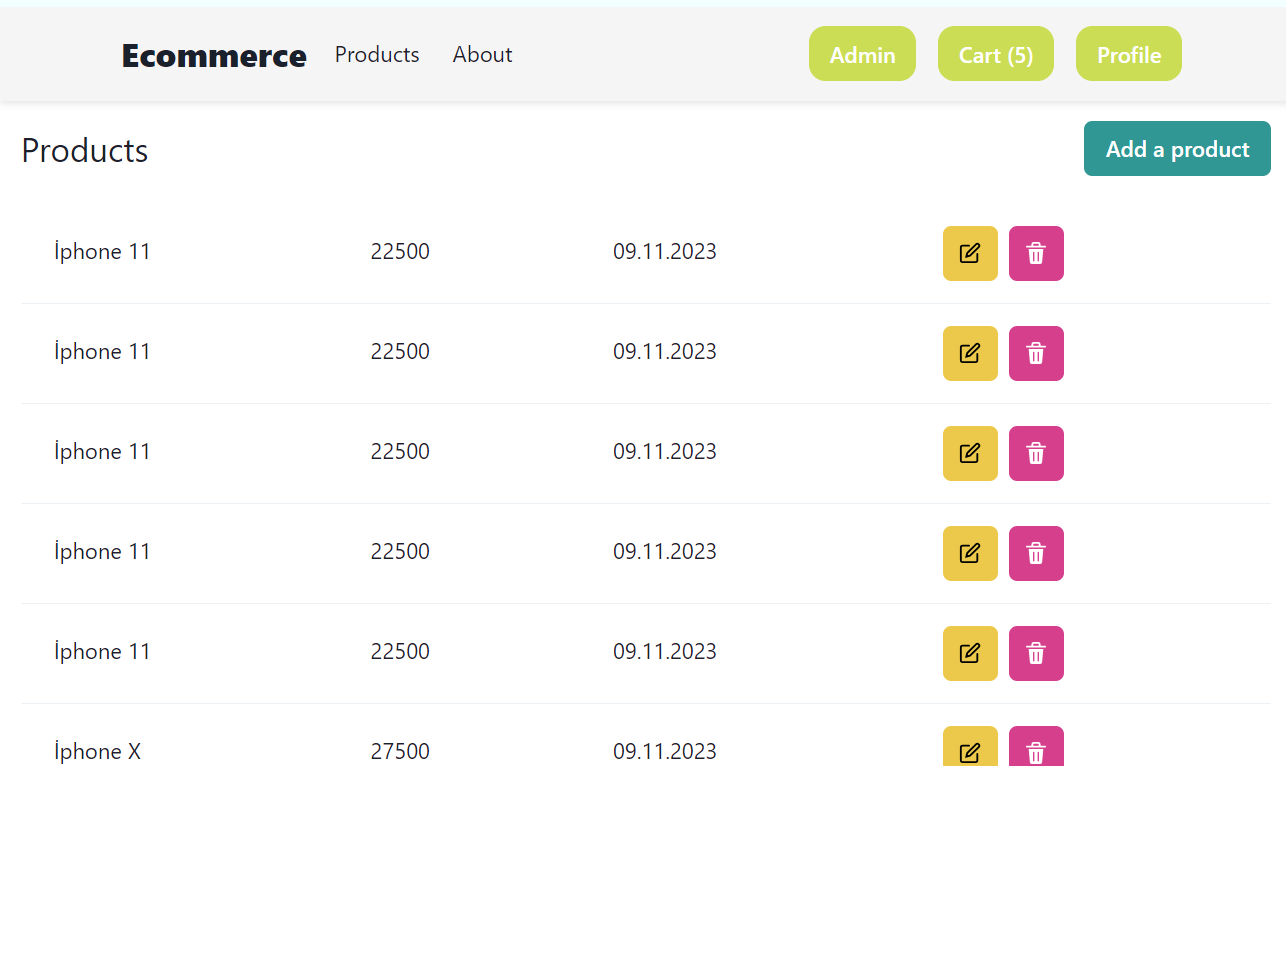 Ecommerce Products About Admin Cart (5) Profile
Products Add a product
İphone 11 22500 09.11.2023
İphone 11 22500 09.11.2023
İphone 11 22500 09.11.2023
İphone 11 22500 09.11.2023
İphone 11 22500 09.11.2023
İphone X 27500 09.11.2023